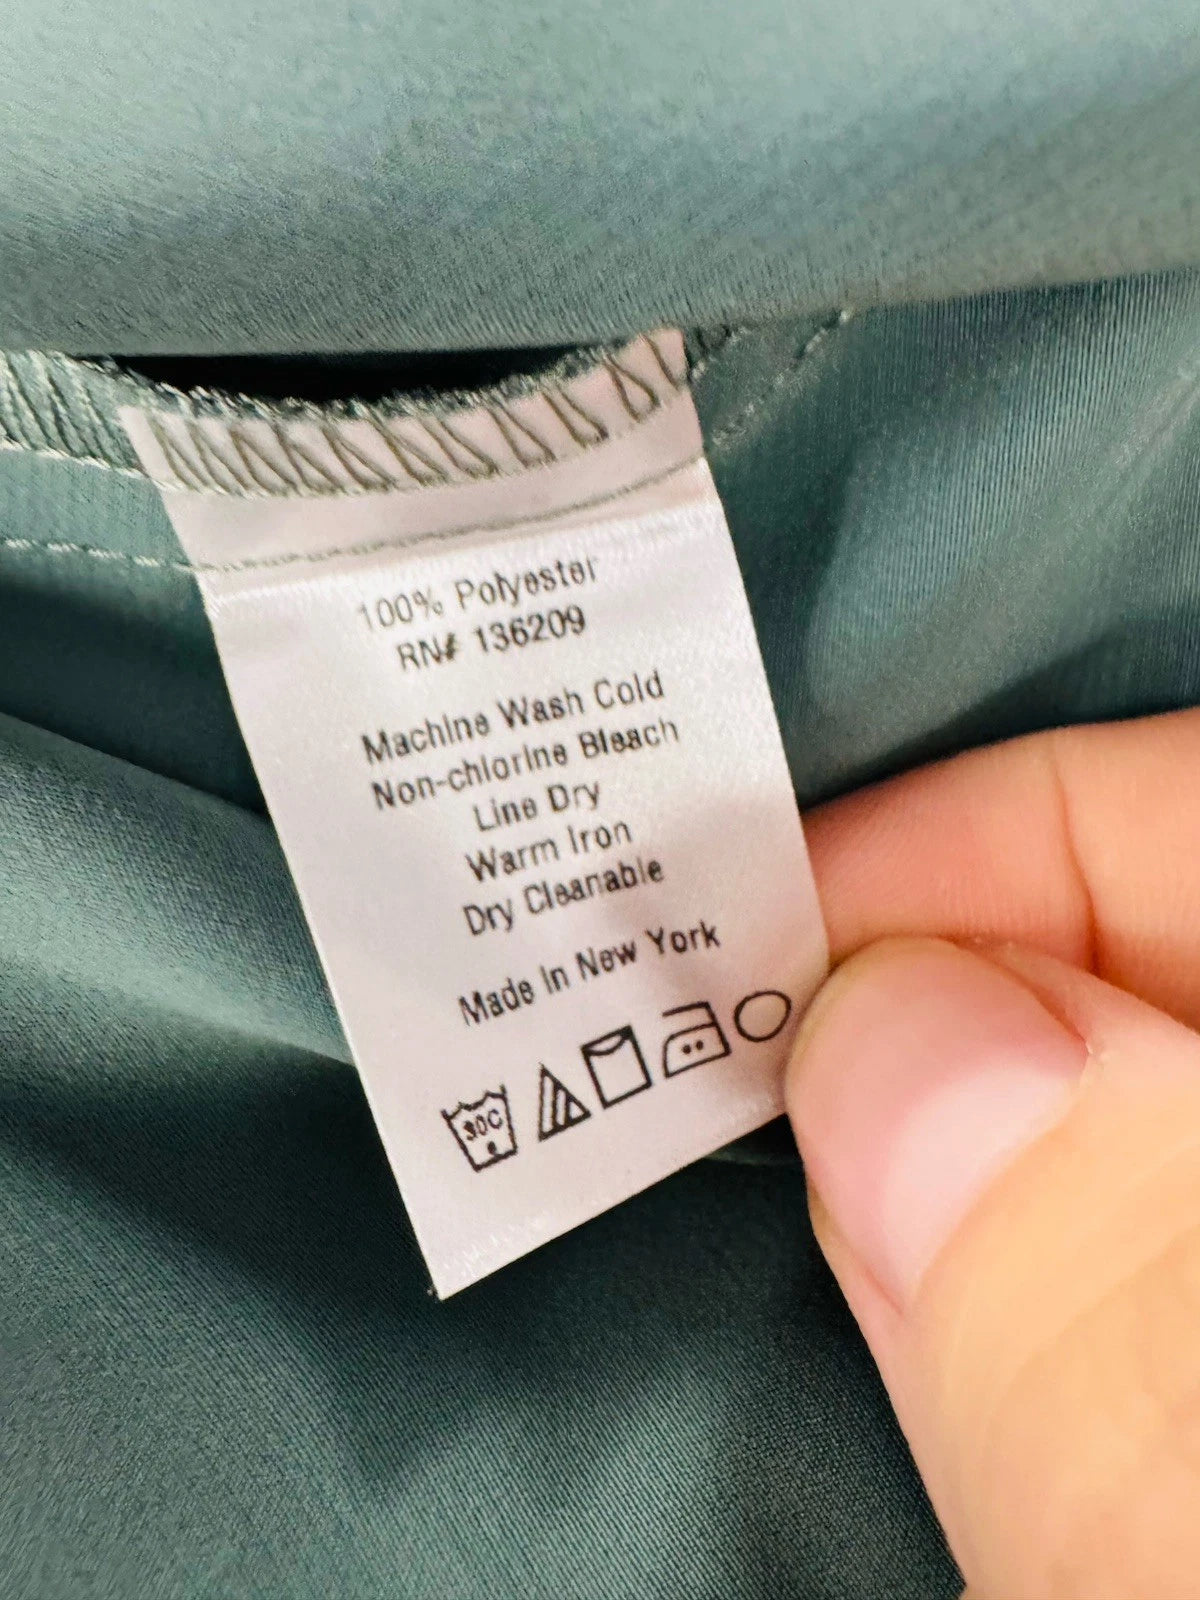 100% Polyester
RN# 136209
Machine Wash Cold
Non-chlorine Bleach
Line Dry
Warm Iron
Dry Cleanable
Made In New York
30C